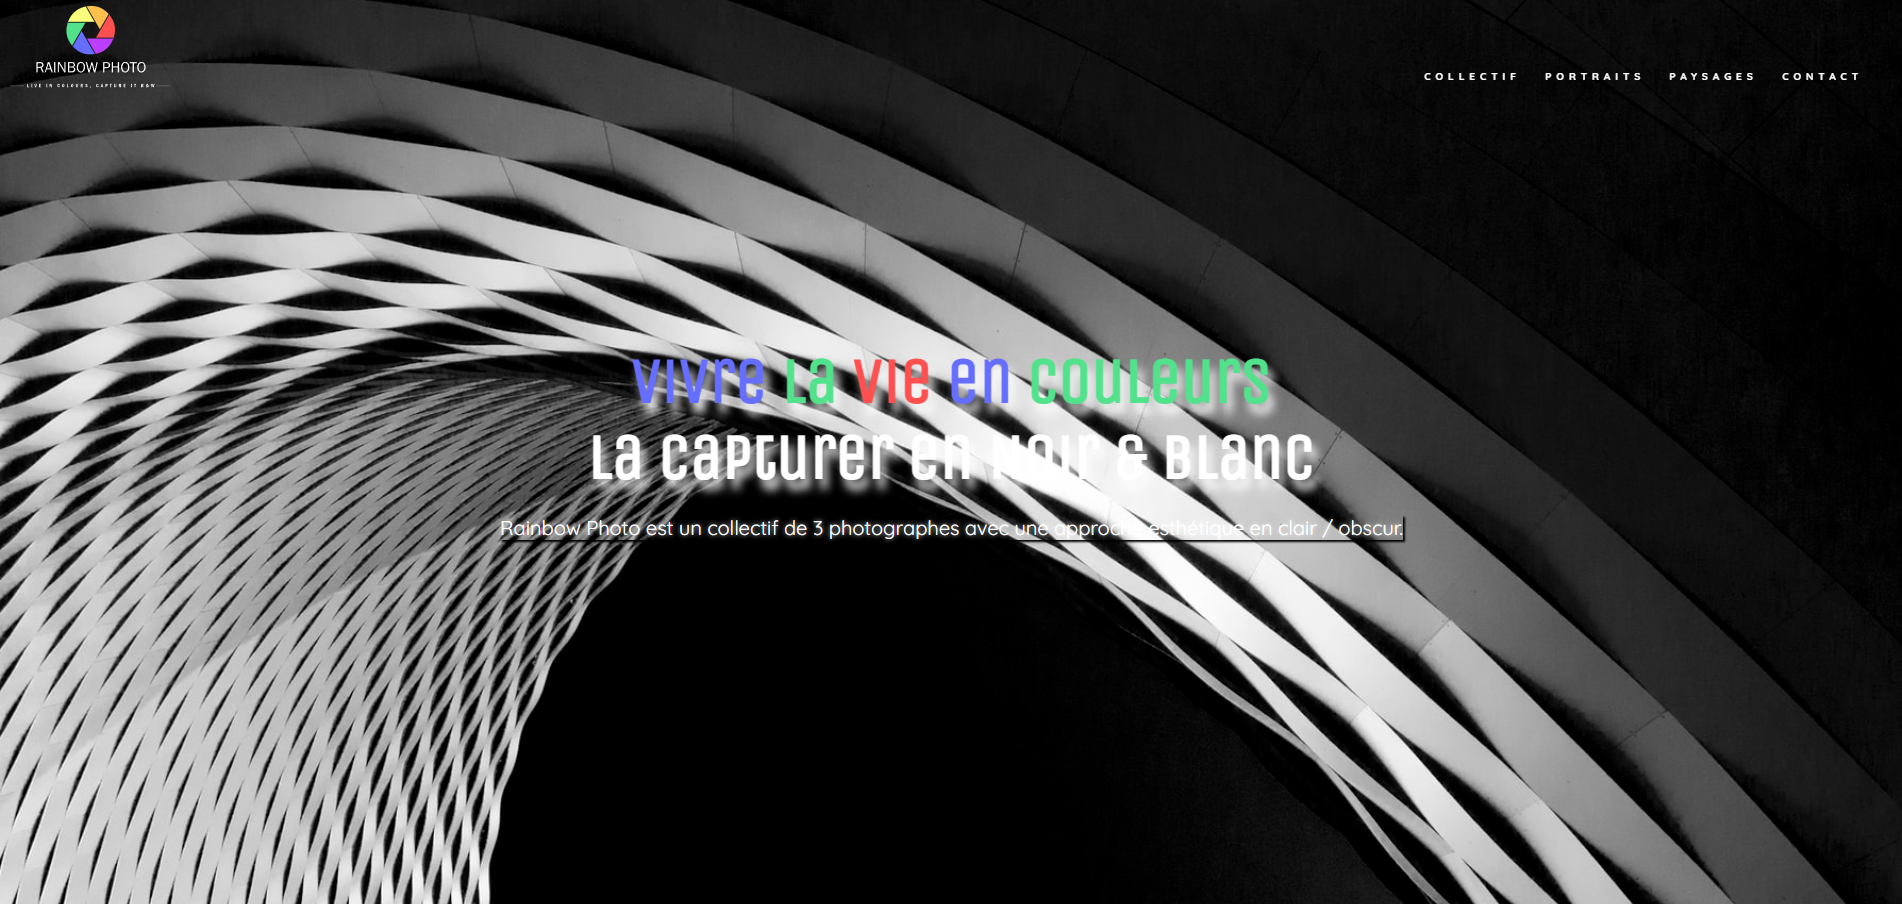 RAINBOW PHOTO
LIVE IN COLOURS, CAPTURE IT B&W
COLLECTIF PORTRAITS PAYSAGES CONTACT
Vivre La Vie en Couleurs
La Capturer en Noir & Blanc
Rainbow Photo est un collectif de 3 photographes avec une approche esthétique en clair / obscur.